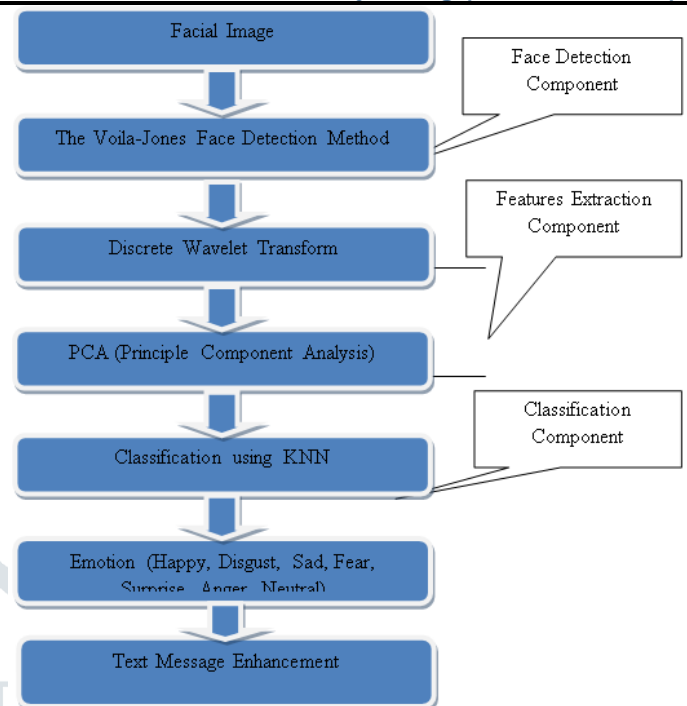 Facial Image
Face Detection
Component
The Voila-Jones Face Detection Method
Features Extraction
Component
Discrete Wavelet Transform
PCA (Principle Component Analysis)
Classification
Component
Classification using KNN
Emotion (Happy, Disgust, Sad, Fear,
Surprise, Anger, Neutral)
Text Message Enhancement